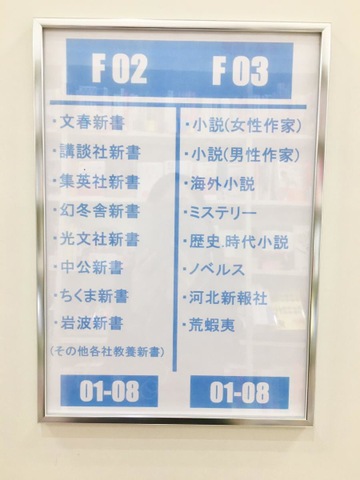 F 02
・文春新書
・講談社新書
・集英社新書
・幻冬舎新書
・光文社新書
・中公新書
・ちくま新書
・岩波新書
(その他各社教養新書)
01-08
F 03
・小説(女性作家)
・小説(男性作家)
・海外小説
・ミステリー
・歴史 時代小説
・ノベルス
・河北新報社
・荒蝦夷
01-08